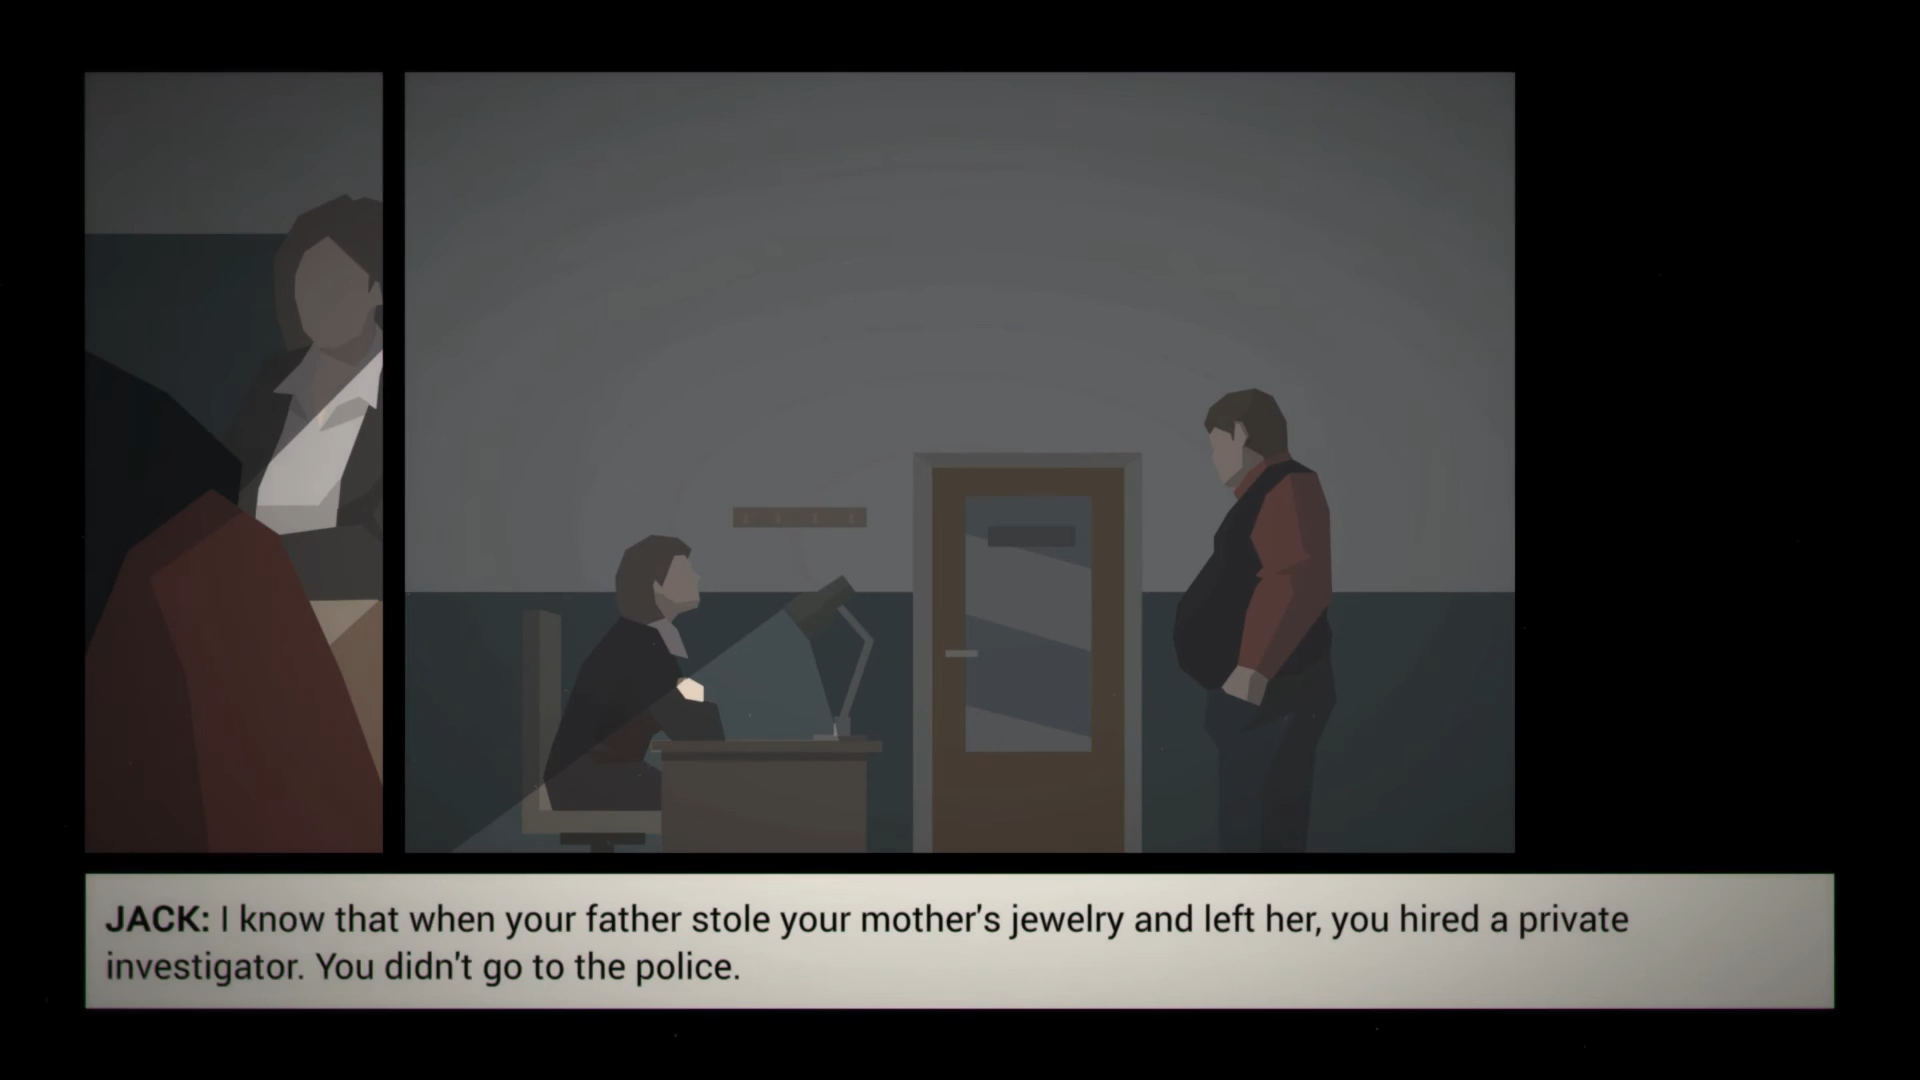 JACK: I know that when your father stole your mother's jewelry and left her, you hired a private
investigator. You didn't go to the police.